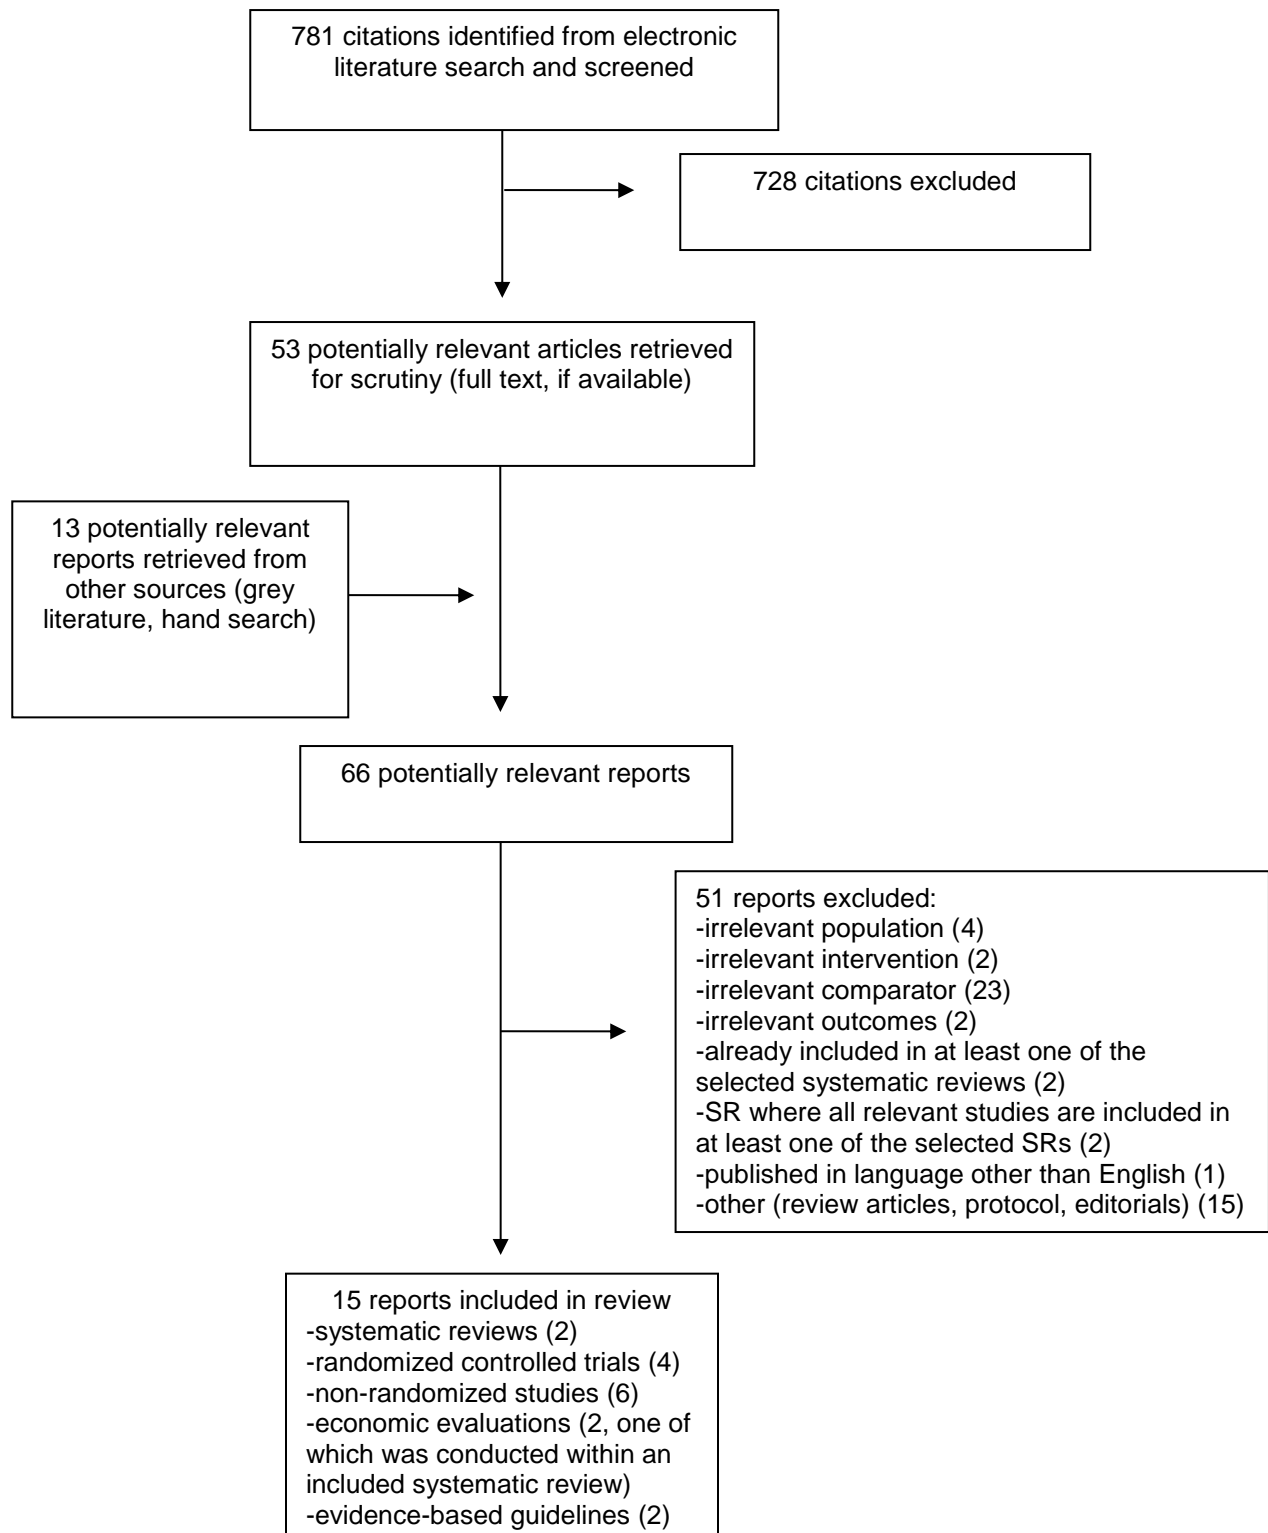 781 citations identified from electronic
literature search and screened
728 citations excluded
53 potentially relevant articles retrieved
for scrutiny (full text, if available)
13 potentially relevant
reports retrieved from
other sources (grey
literature, hand search)
66 potentially relevant reports
51 reports excluded:
-irrelevant population (4)
-irrelevant intervention (2)
-irrelevant comparator (23)
-irrelevant outcomes (2)
-already included in at least one of the
selected systematic reviews (2)
-SR where all relevant studies are included in
at least one of the selected SRs (2)
-published in language other than English (1)
-other (review articles, protocol, editorials) (15)
15 reports included in review
-systematic reviews (2)
-randomized controlled trials (4)
-non-randomized studies (6)
-economic evaluations (2, one of
which was conducted within an
included systematic review)
-evidence-based guidelines (2)